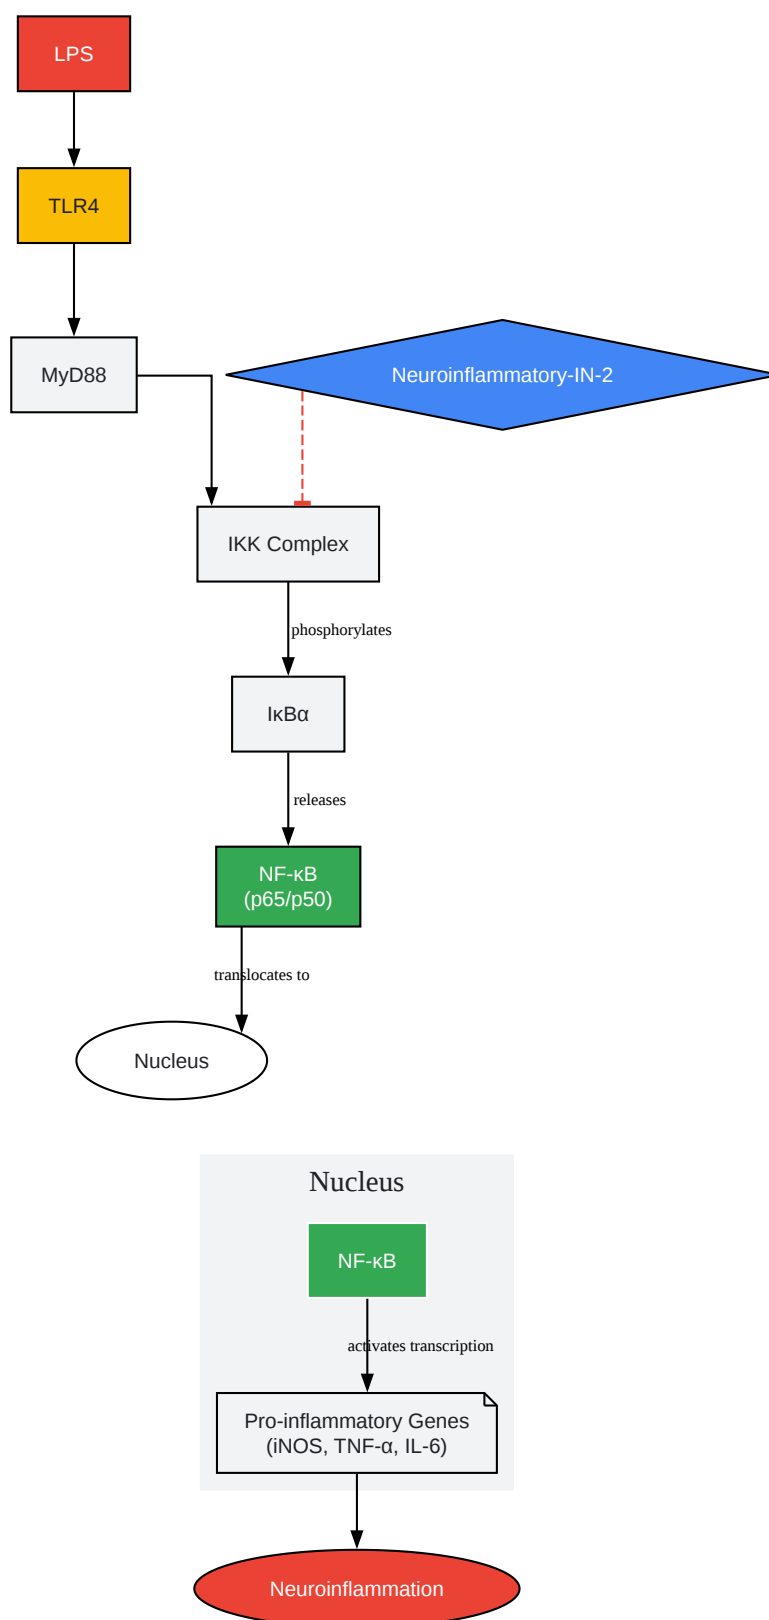 LPS
TLR4
MyD88
Neuroinflammatory-IN-2
IKK Complex
phosphorylates
IκBα
releases
NF-κB
(p65/p50)
translocates to
Nucleus
Nucleus
NF-κB
activates transcription
Pro-inflammatory Genes
(iNOS, TNF-α, IL-6)
Neuroinflammation